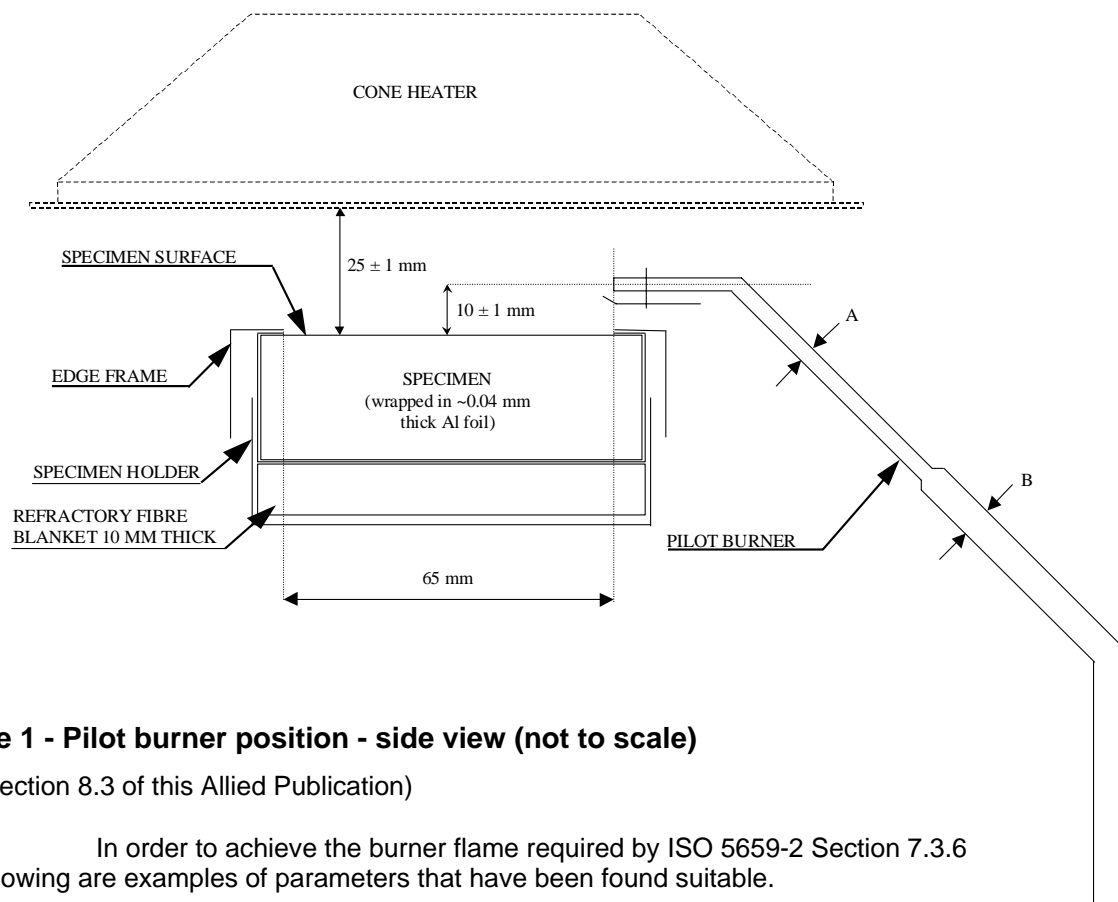 CONE HEATER
SPECIMEN SURFACE
25 ± 1 mm
10 ± 1 mm
A
EDGE FRAME
SPECIMEN
(wrapped in ~0.04 mm
thick Al foil)
SPECIMEN HOLDER
B
REFRACTORY FIBRE
BLANKET 10 MM THICK
PILOT BURNER
65 mm
e 1 - Pilot burner position - side view (not to scale)
ection 8.3 of this Allied Publication)
In order to achieve the burner flame required by ISO 5659-2 Section 7.3.6
lowing are examples of parameters that have been found suitable.